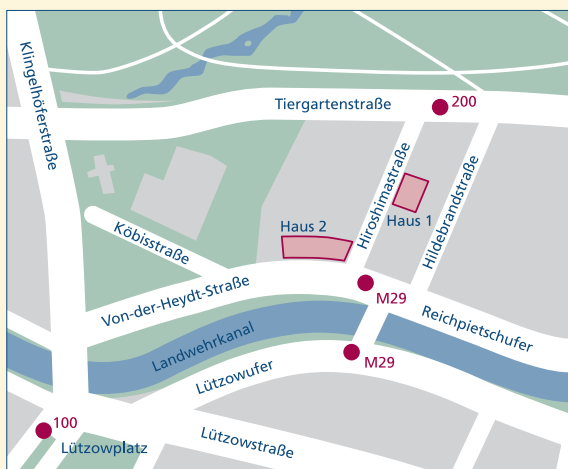 Klingelhöferstraße
Tiergartenstraße
200
Hiroshimastraße
Haus 1
Hildebrandstraße
Haus 2
Köbisstraße
Von-der-Heydt-Straße
M29
Reichpietschufer
Landwehrkanal
Lützowufer
M29
100
Lützowplatz
Lützowstraße